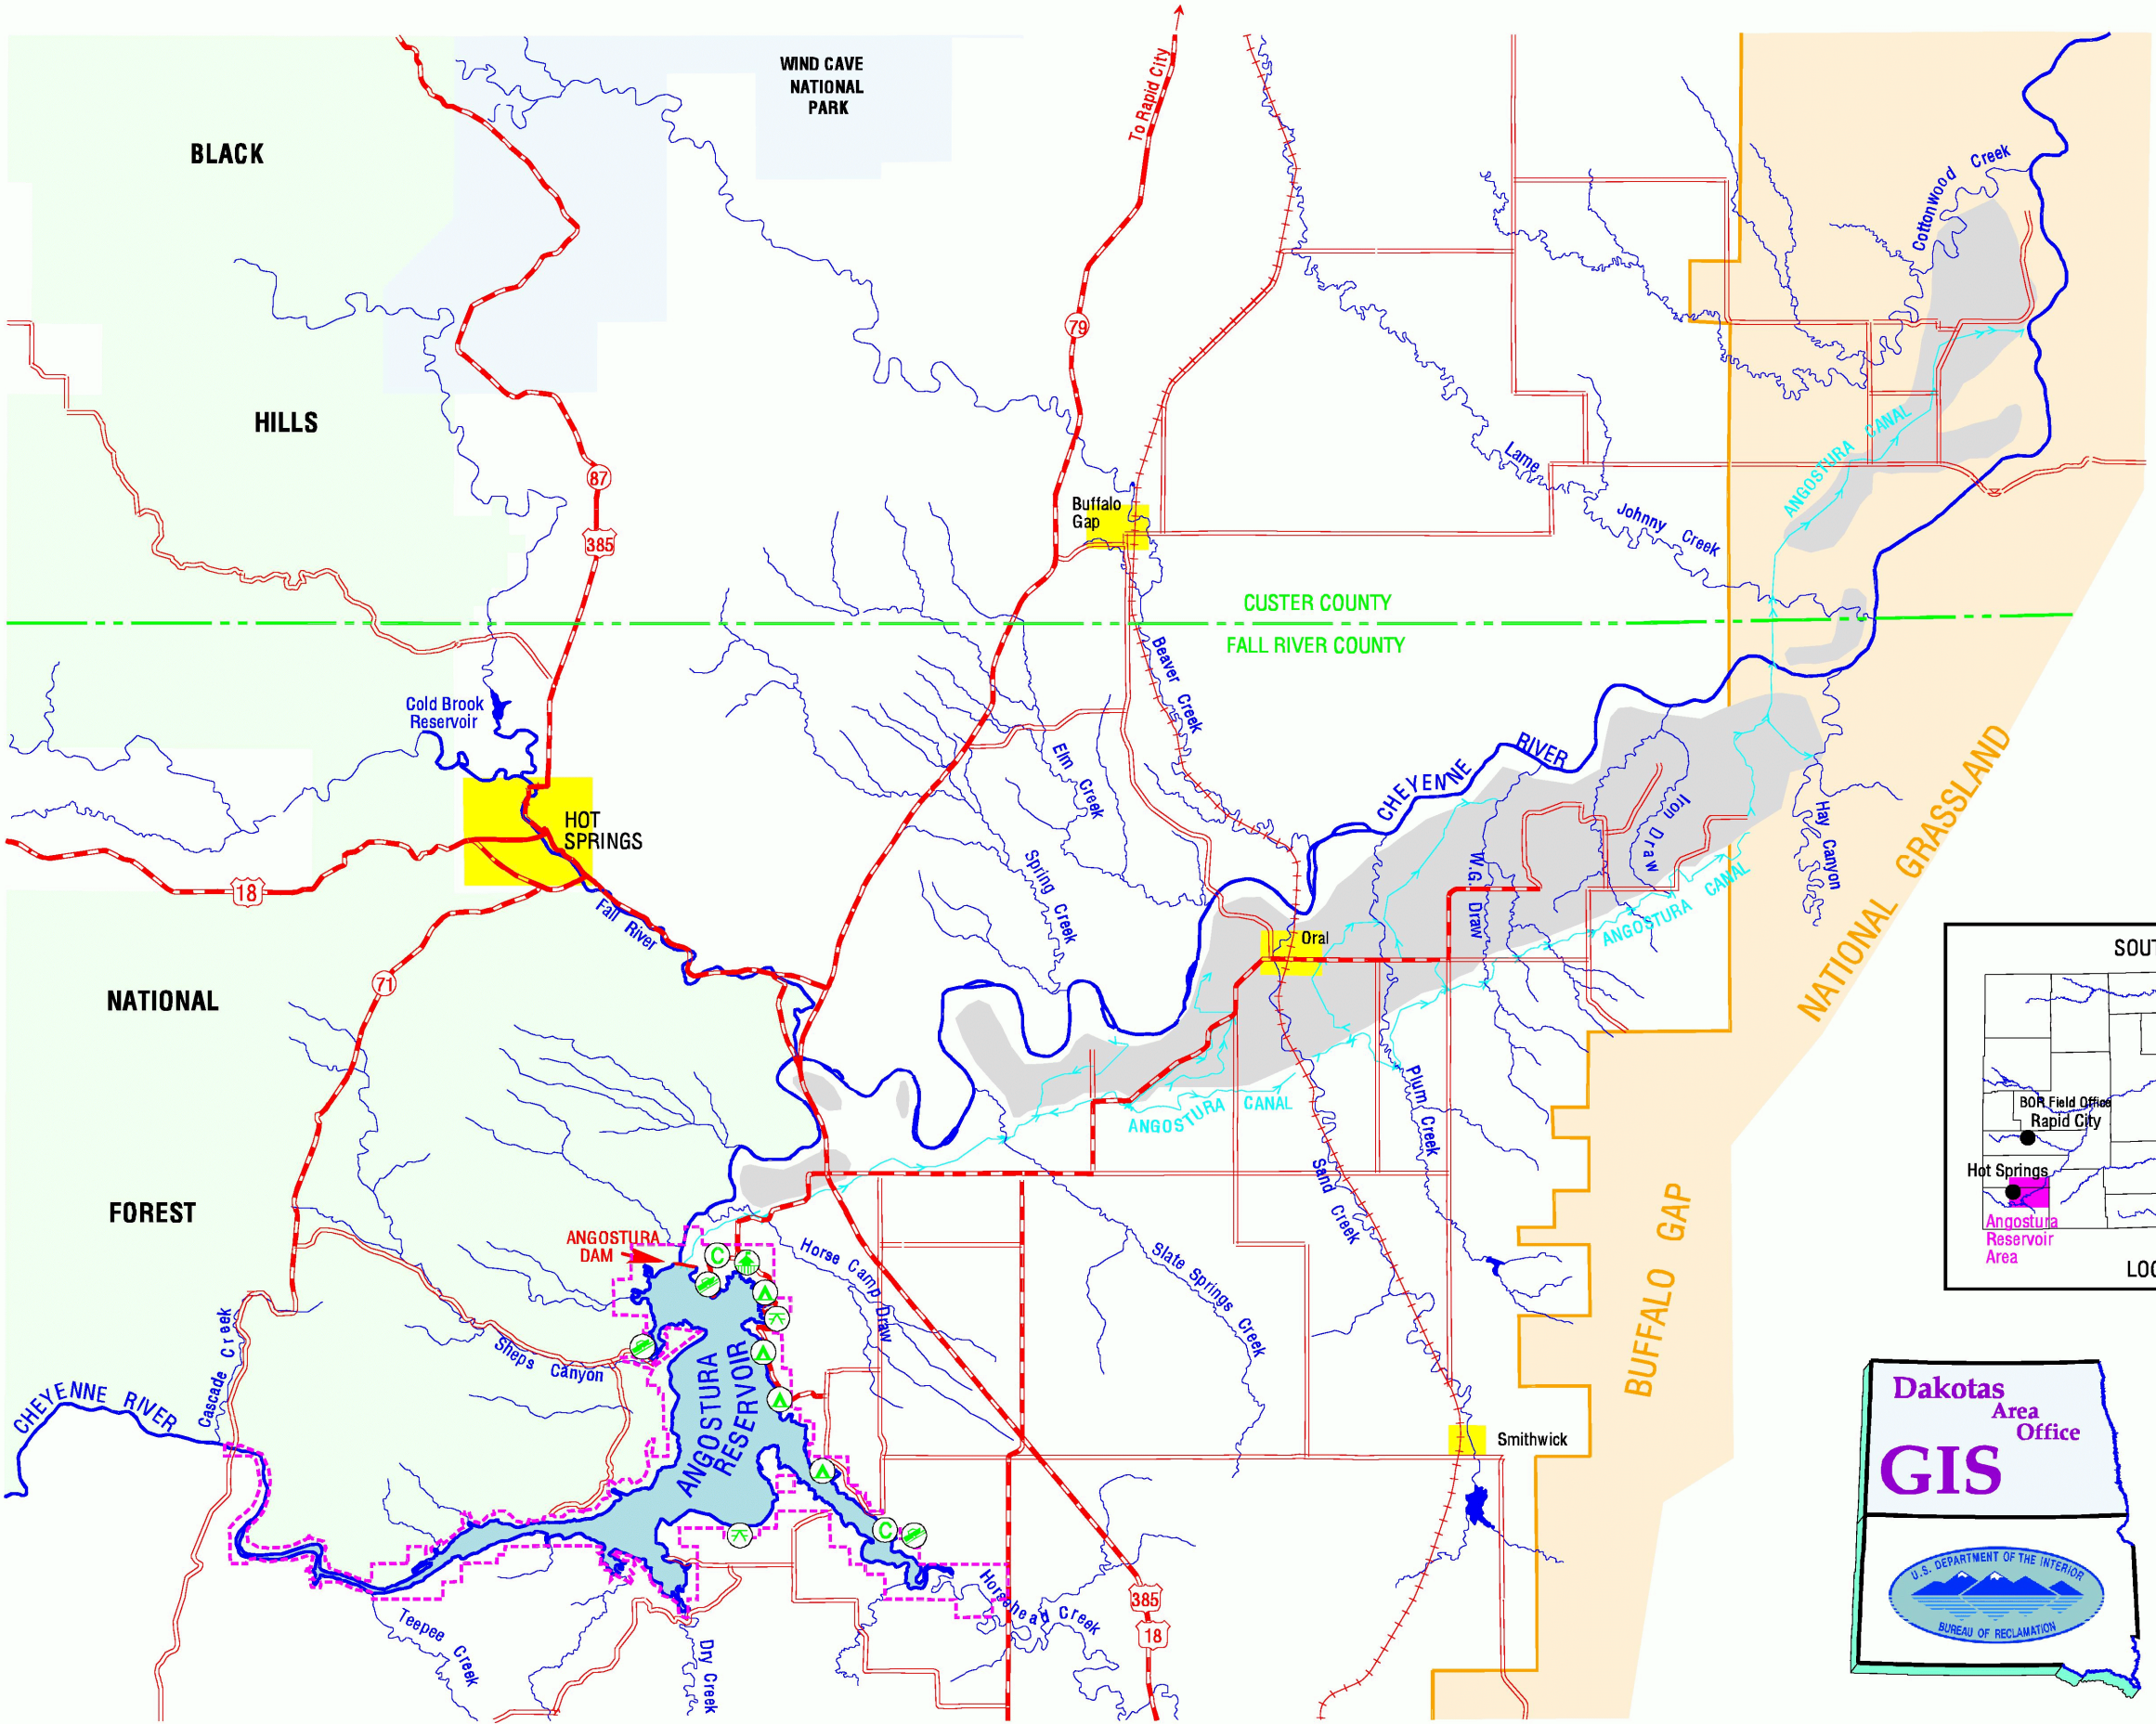 WIND CAVE
NATIONAL
PARK
To Rapid City
BLACK
Cottonwood Creek
79
HILLS
ANGOSTURA CANAL
Lame
Johnny Creek
87
385
Buffalo
Gap
CUSTER COUNTY
FALL RIVER COUNTY
Beaver Creek
Cold Brook
Reservoir
Elm Creek
CHEYENNE RIVER
Iron Draw
Hay Canyon
NATIONAL GRASSLAND
HOT
SPRINGS
18
Spring Creek
W.G Draw
ANGOSTURA CANAL
Fall River
Oral
71
NATIONAL
FOREST
ANGOSTURA CANAL
Plum Creek
Sand Creek
BUFFALO GAP
ANGOSTURA
DAM
C
Horse Camp Draw
Slate Springs Creek
Cascade Creek
Sheps Canyon
CHEYENNE RIVER
ANGOSTURA
RESERVOIR
Smithwick
C
Horsehead Creek
385
18
Teepee Creek
Dry Creek
SOUT
BOR Field Office
Rapid City
Hot Springs
Angostura
Reservoir
Area
LOC
Dakotas
Area
Office
GIS
U.S. DEPARTMENT OF THE INTERIOR
BUREAU OF RECLAMATION